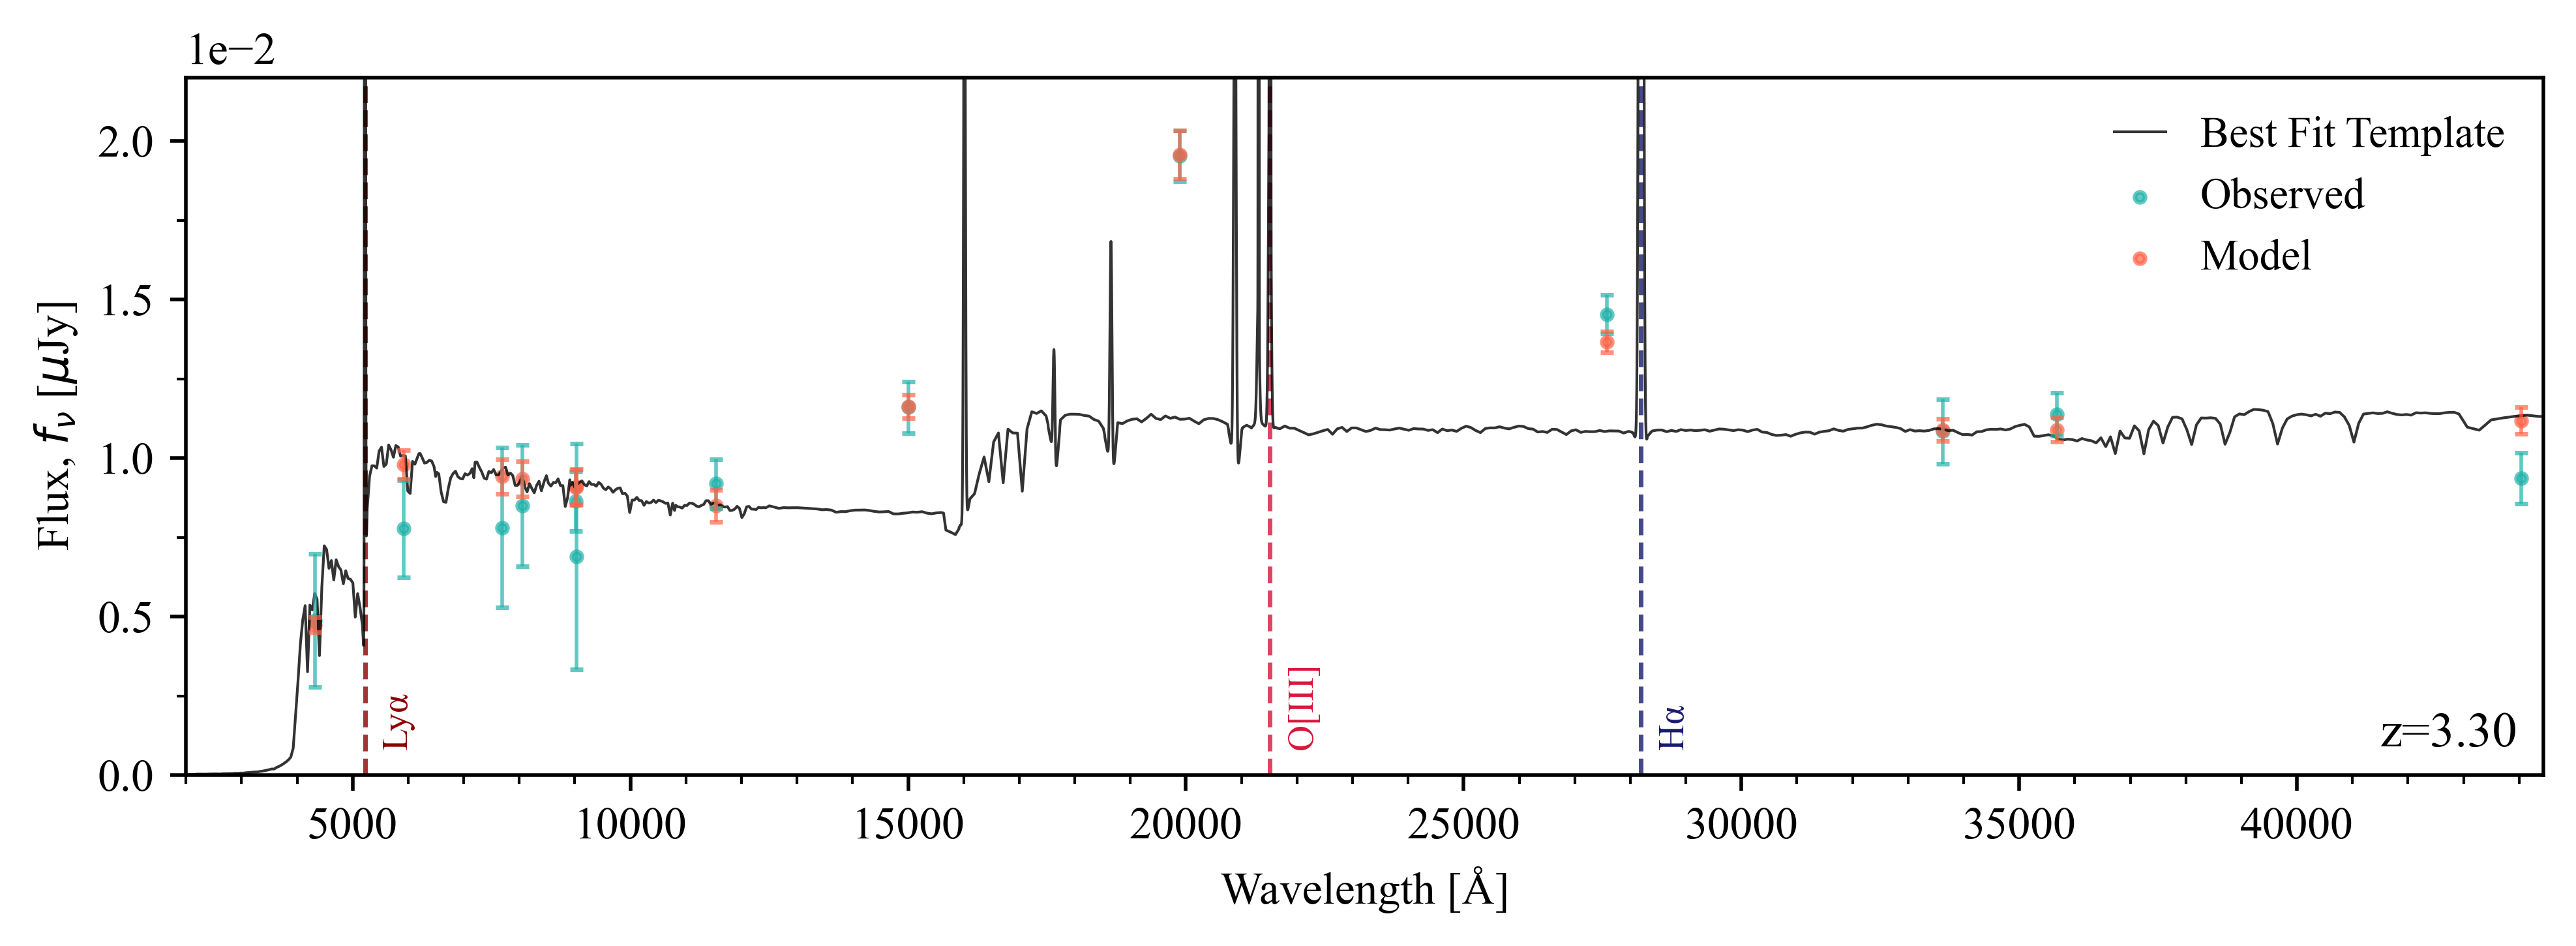 1e−2
2.0
1.5
1.0
0.5
0.0
Flux, fν [μJy]
Best Fit Template
Observed
Model
Lyα
O[III]
Hα
z=3.30
5000 10000 15000 20000 25000 30000 35000 40000
Wavelength [Å]